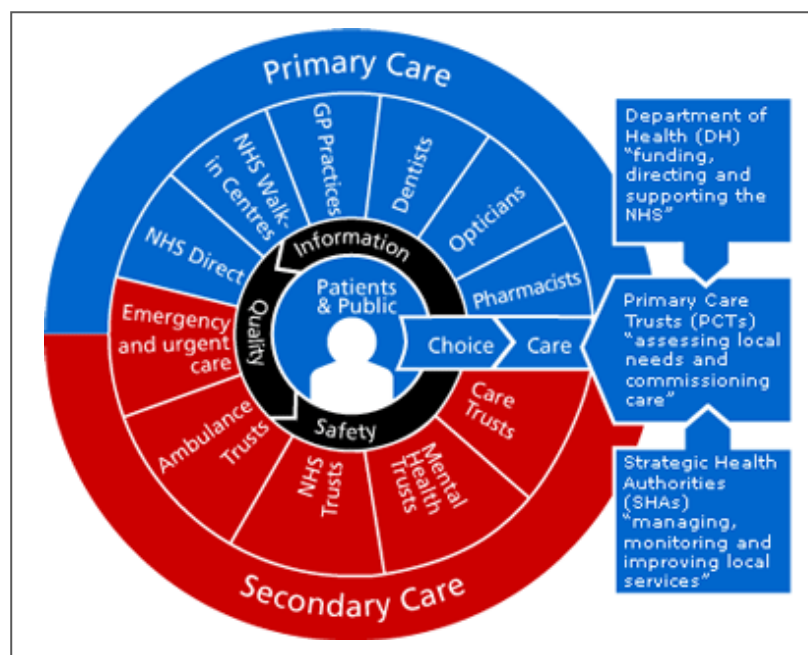 Primary Care
NHS Direct
NHS Walk-
in Centres
GP Practices
Dentists
Opticians
Pharmacists
Information
Quality
Safety
Patients
& Public
Choice
Care
Emergency
and urgent
care
Ambulance
Trusts
NHS
Trusts
Mental
Health
Trusts
Care
Trusts
Secondary Care
Department of
Health (DH)
“funding,
directing and
supporting the
NHS”
Primary Care
Trusts (PCTs)
“assessing local
needs and
commissioning
care”
Strategic Health
Authorities
(SHAs)
“managing,
monitoring and
improving local
services”